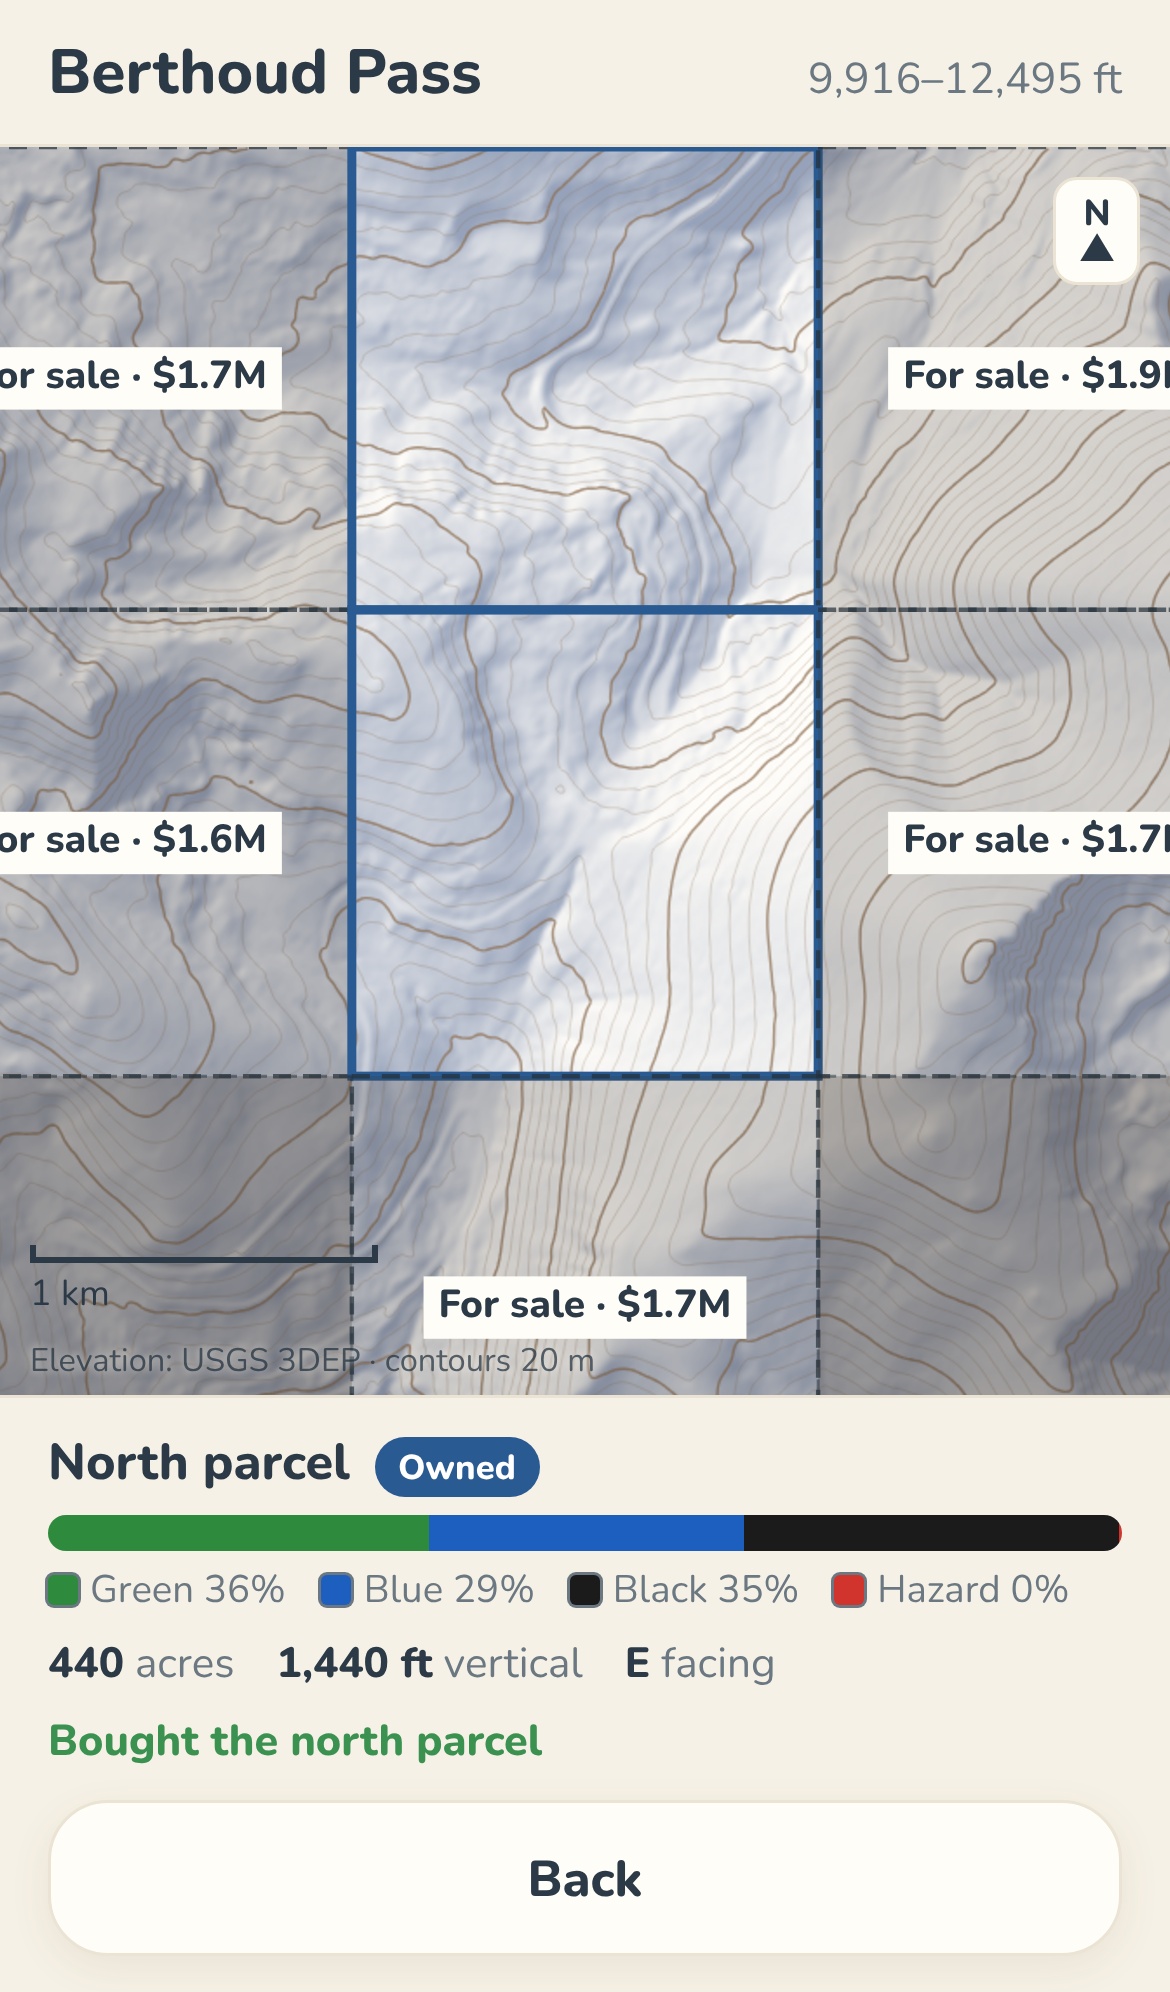 Berthoud Pass
9,916–12,495 ft
N
or sale · $1.7M
For sale · $1.9
or sale · $1.6M
For sale · $1.7
For sale · $1.7M
1 km
Elevation: USGS 3DEP · contours 20 m
North parcel
Owned
Green 36%
Blue 29%
Black 35%
Hazard 0%
440 acres
1,440 ft vertical
E facing
Bought the north parcel
Back